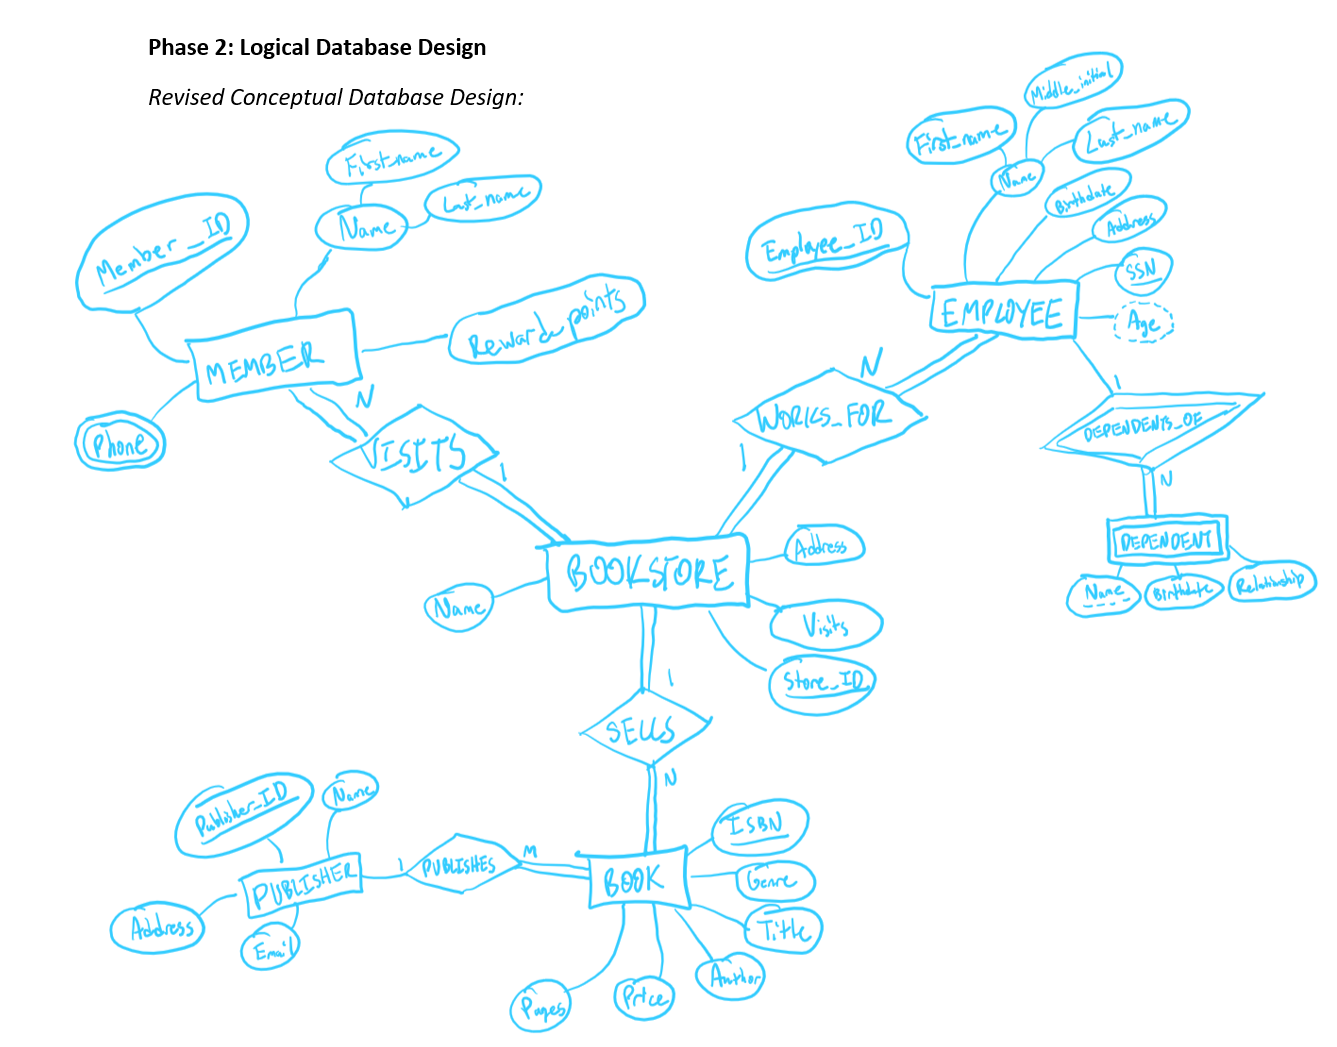 Phase 2: Logical Database Design
Revised Conceptual Database Design:
First_name
Last_name
Name
Member_ID
Reward points
MEMBER
Phone
N
VISITS
1
First_name
Middle_initial
Last_name
Name
Birthdate
Address
Employee_ID
SSN
Age
EMPLOYEE
N
WORKS_FOR
1
1
DEPENDENTS_OF
N
DEPENDENT
Name
Birthdate
Relationship
BOOKSTORE
Name
Address
Visits
Store_ID
1
SELLS
N
Publisher_ID
Name
PUBLISHER
Address
Email
1
PUBLISHES
M
BOOK
ISBN
Genre
Title
Author
Price
Pages